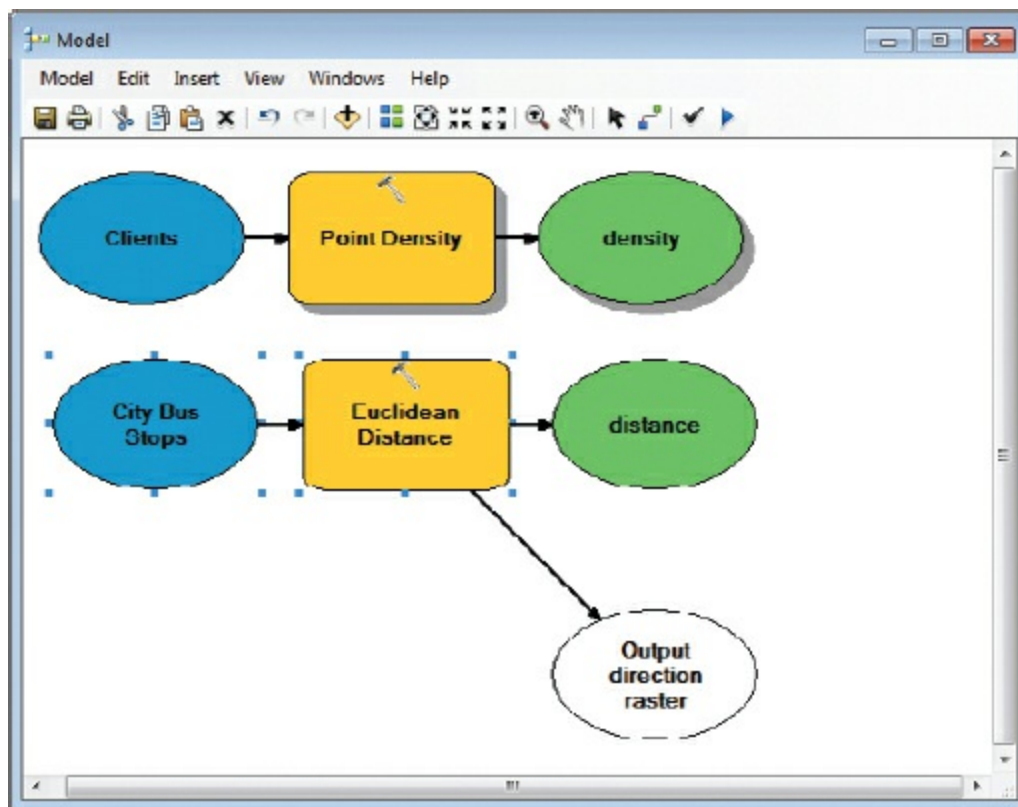 Model
Model Edit Insert View Windows Help
Clients
Point Density
density
City Bus
Stops
Euclidean
Distance
distance
Output
direction
raster